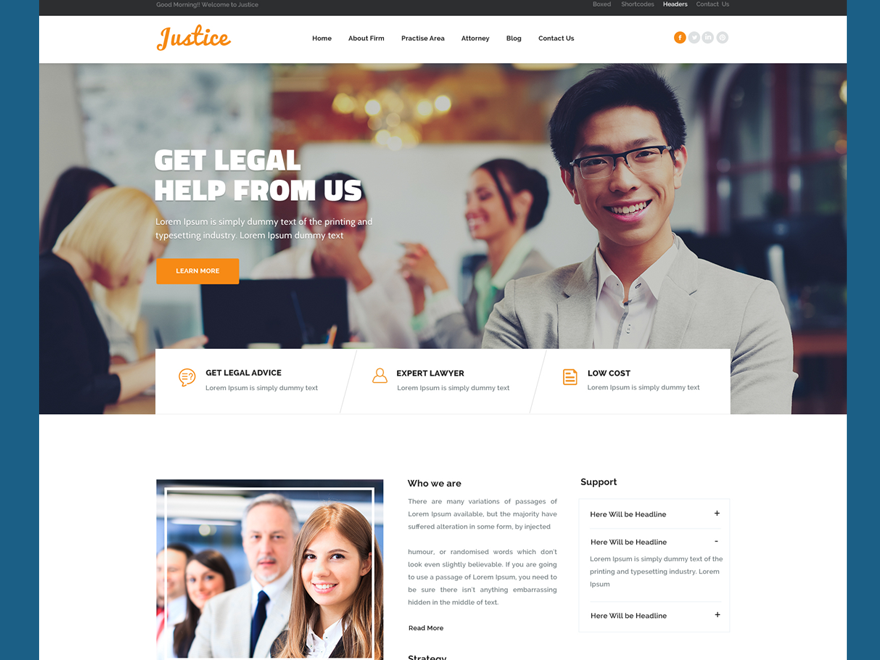 Good Morning!! Welcome to Justice
Boxed Shortcodes Headers Contact Us
Justice
Home About Firm Practise Area Attorney Blog Contact Us
GET LEGAL
HELP FROM US
Lorem Ipsum is simply dummy text of the printing and
typesetting industry. Lorem Ipsum dummy text
LEARN MORE
GET LEGAL ADVICE
Lorem Ipsum is simply dummy text
EXPERT LAWYER
Lorem Ipsum is simply dummy text
LOW COST
Lorem Ipsum is simply dummy text
Who we are
There are many variations of passages of
Lorem Ipsum available, but the majority have
suffered alteration in some form, by injected
humour, or randomised words which don't
look even slightly believable. If you are going
to use a passage of Lorem Ipsum, you need to
be sure there isn't anything embarrassing
hidden in the middle of text.
Read More
Strategy
Support
Here Will be Headline +
Here Will be Headline -
Lorem Ipsum is simply dummy text of the
printing and typesetting industry. Lorem
Ipsum
Here Will be Headline +